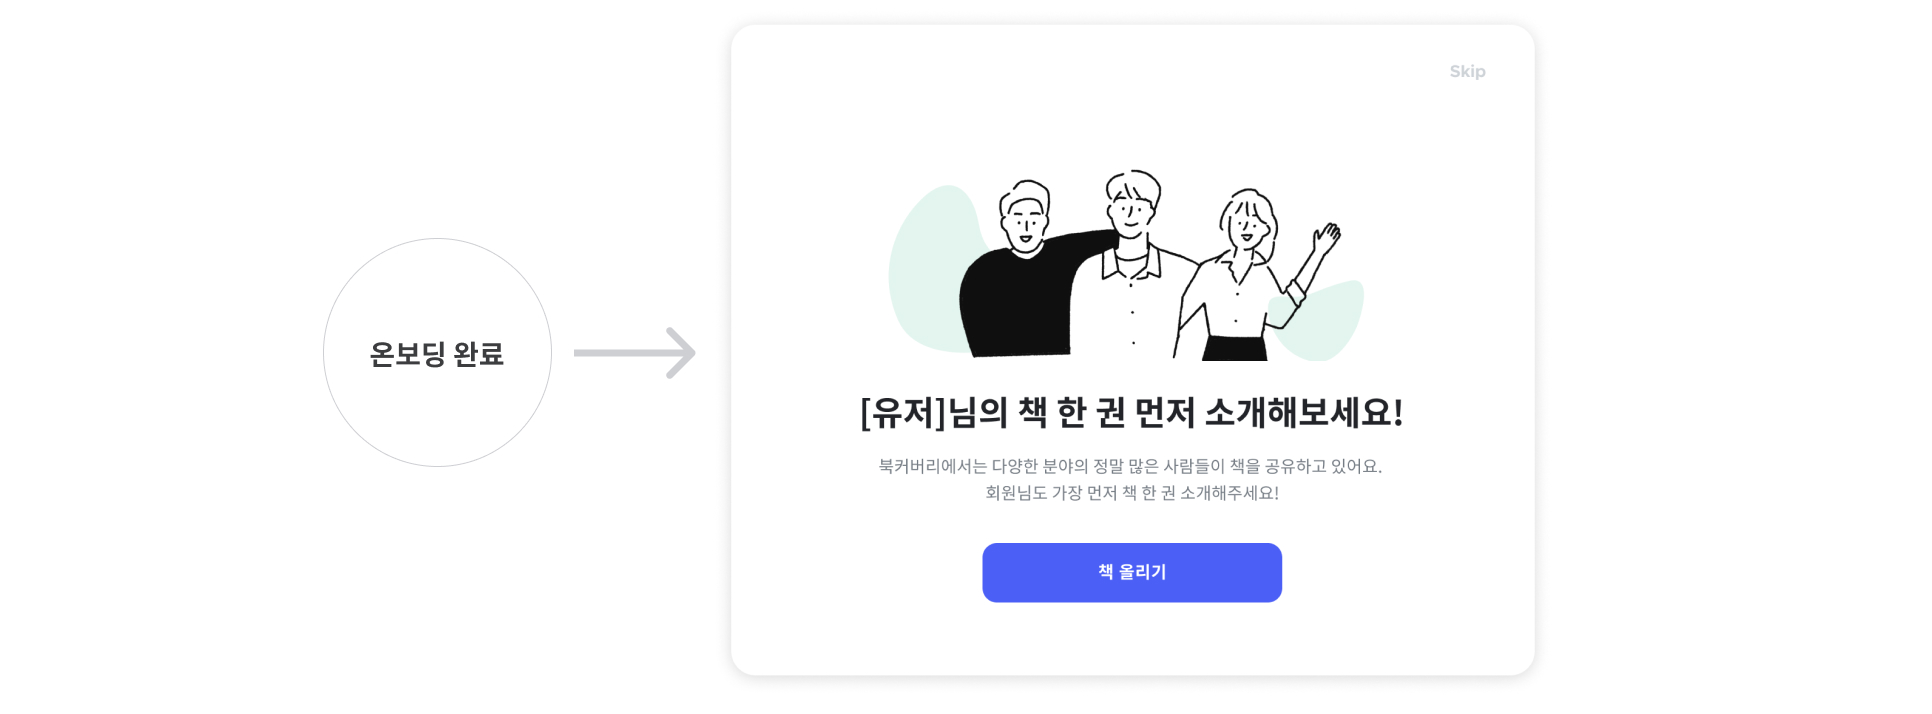 온보딩 완료
Skip
[유저]님의 책 한 권 먼저 소개해보세요!
북커버리에서는 다양한 분야의 정말 많은 사람들이 책을 공유하고 있어요.
회원님도 가장 먼저 책 한 권 소개해주세요!
책 올리기